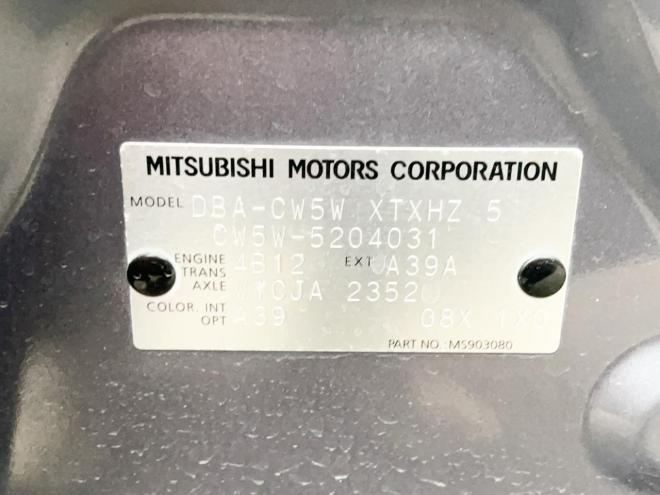 MITSUBISHI MOTORS CORPORATION
MODEL DBA-CW5W XTXHZ 5
CW5W-5204031
ENGINE 4B12 EXT A39A
TRANS
AXLE CJA 2352
COLOR. INT
OPT A39 08X 1X0
PART NO.: MS903080